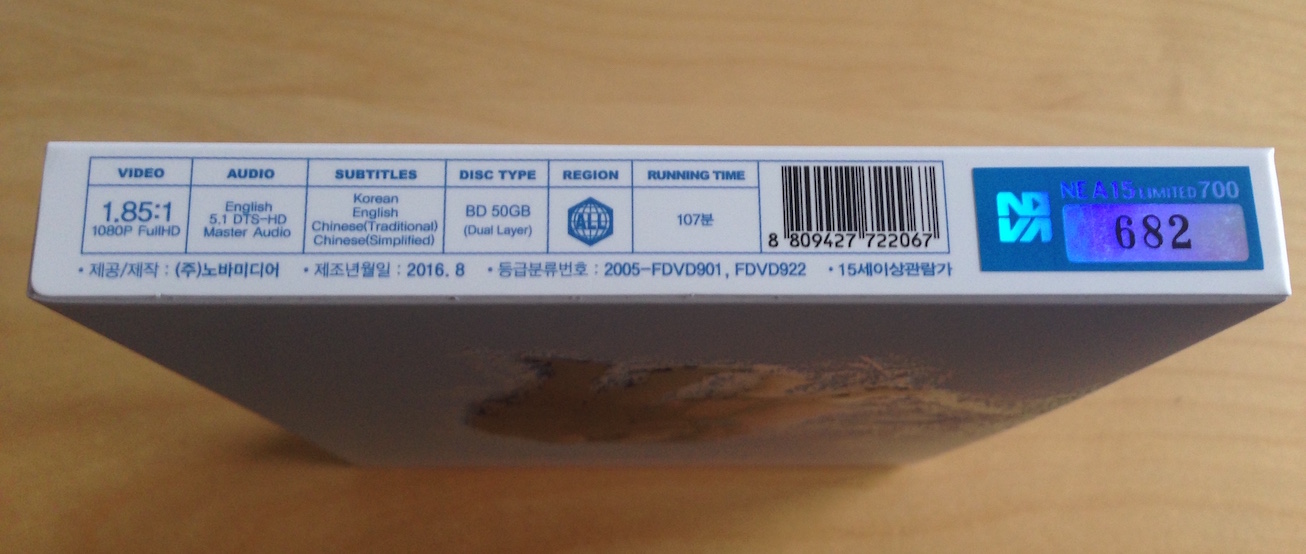 VIDEO
1.85:1
1080P FullHD
AUDIO
English
5.1 DTS-HD
Master Audio
SUBTITLES
Korean
English
Chinese(Traditional)
Chinese(Simplified)
DISC TYPE
BD 50GB
(Dual Layer)
REGION
ALL
RUNNING TIME
107분
8 809427 722067
• 제공/제작 : (주)노바미디어 • 제조년월일 : 2016. 8 • 등급분류번호 : 2005-FDVD901, FDVD922 • 15세이상관람가
NOVA
NE A15 LIMITED 700
682